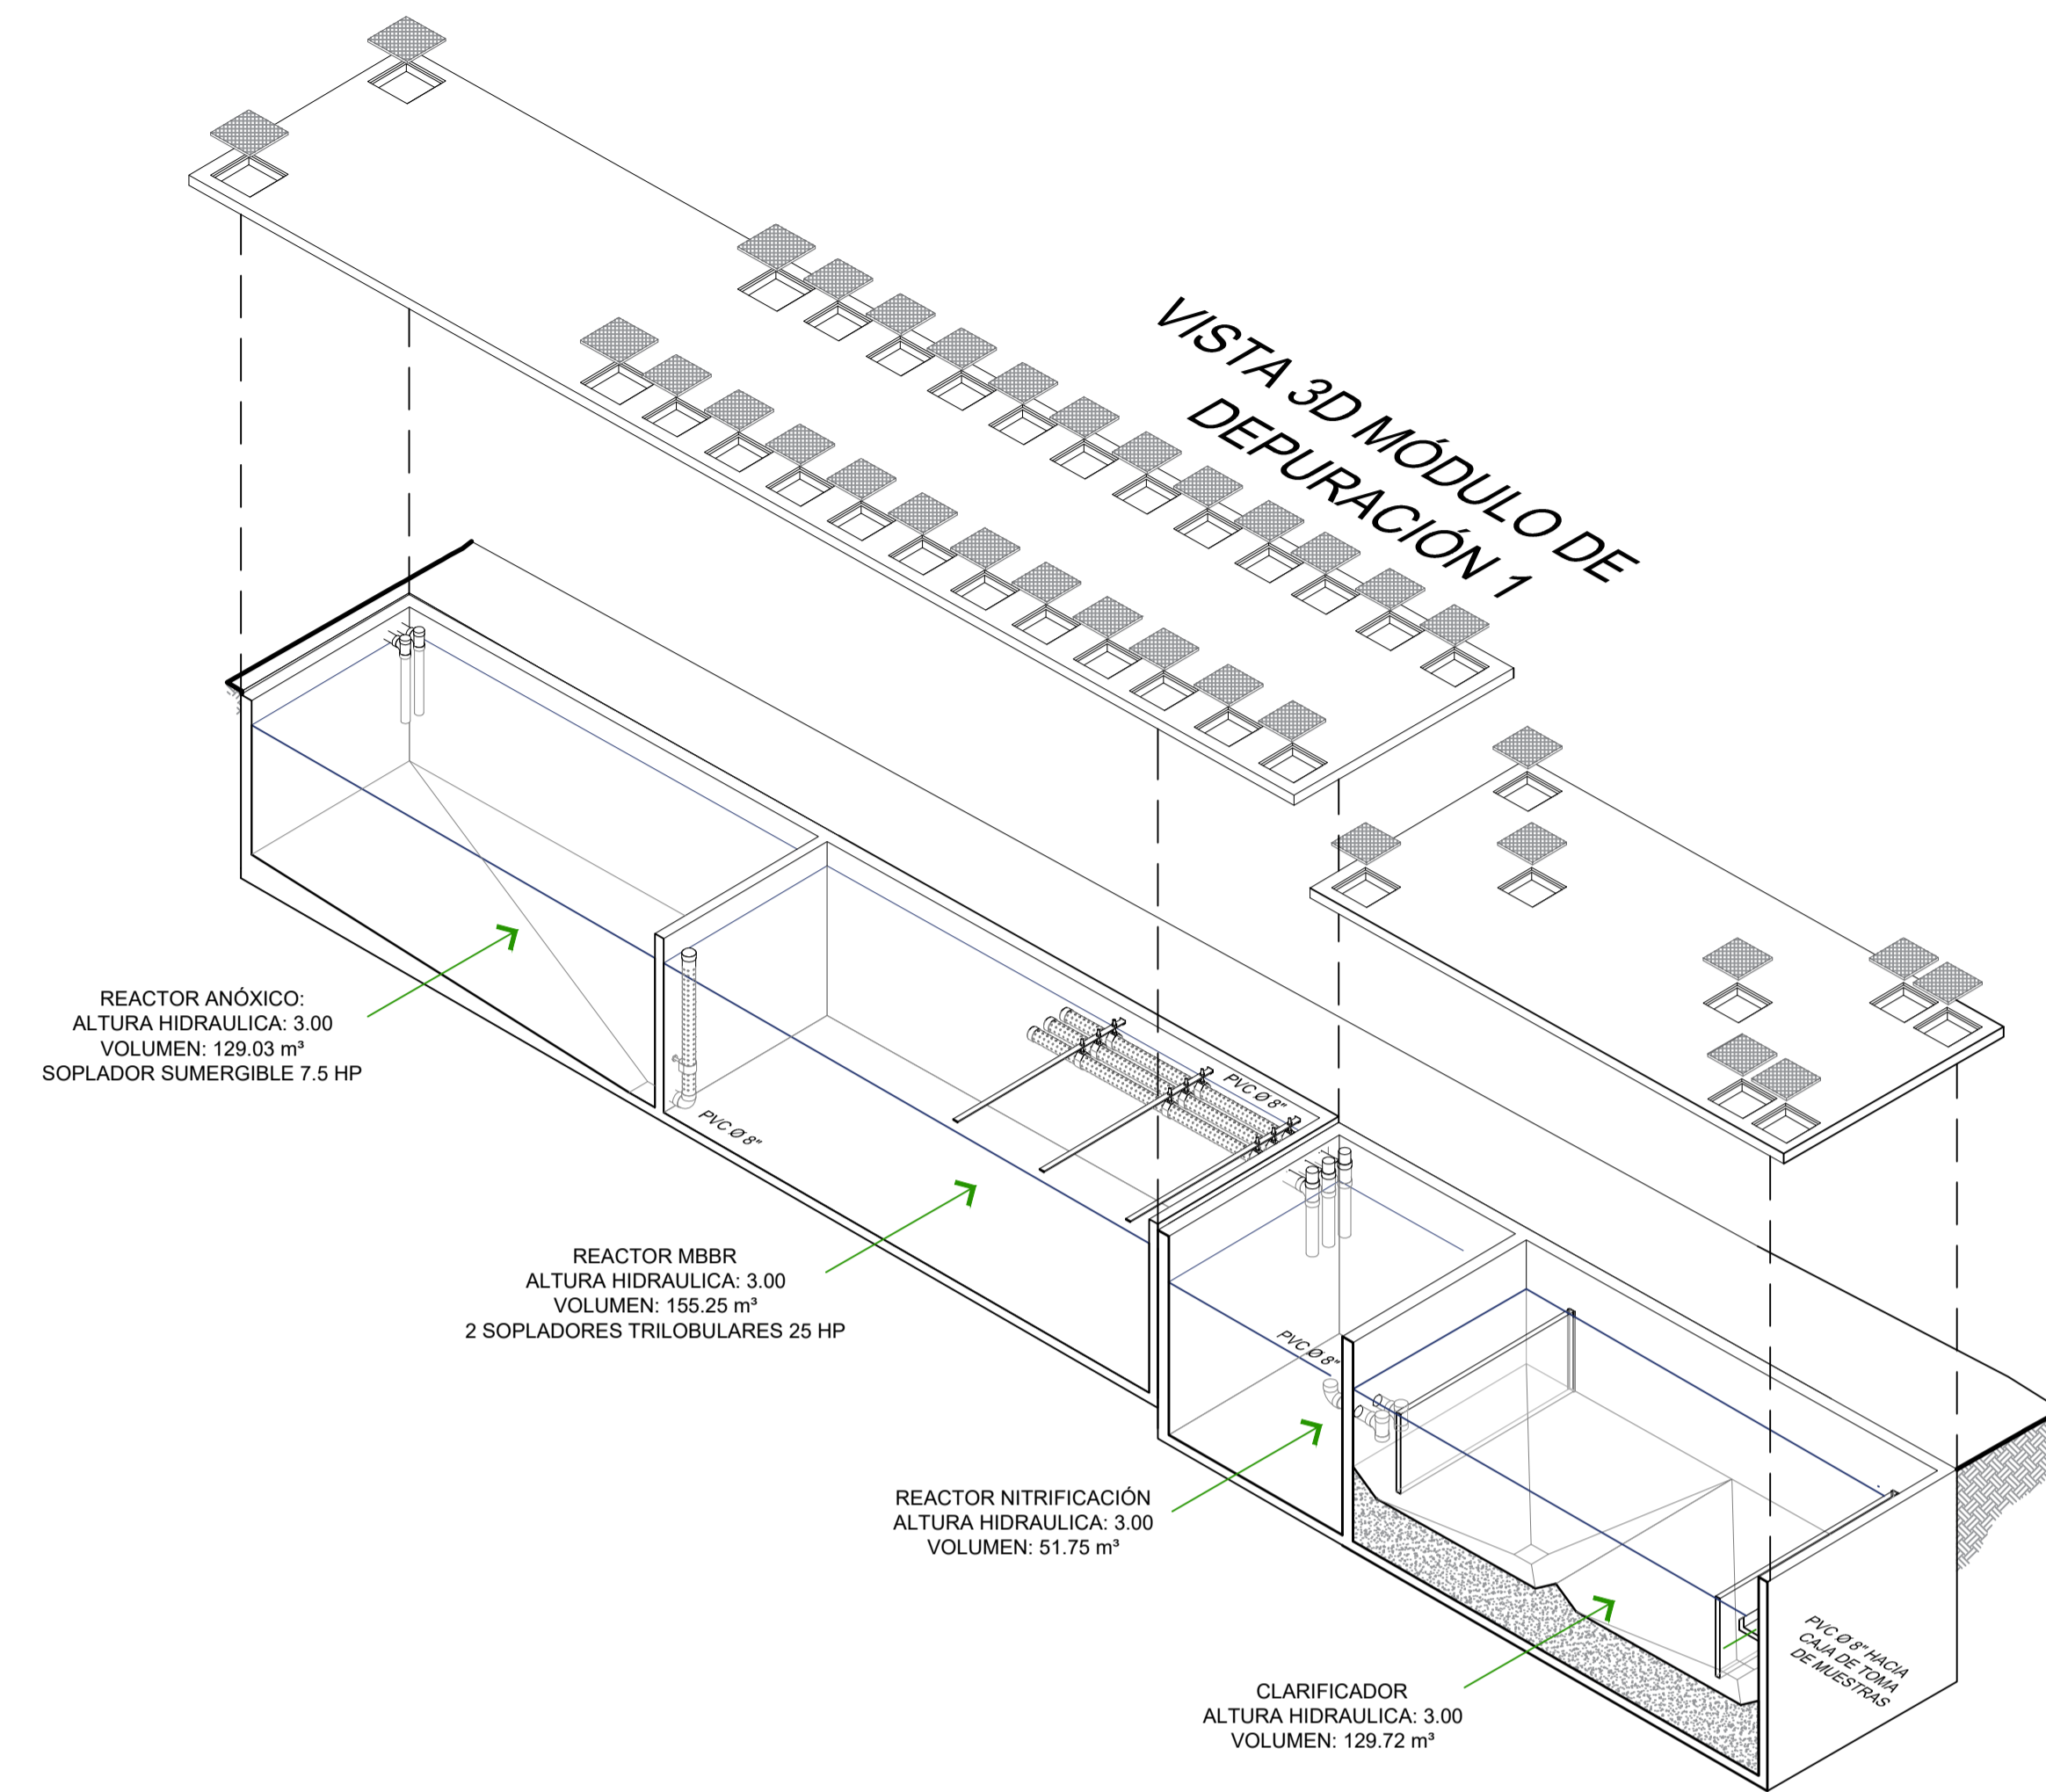 VISTA 3D MÓDULO DE
DEPURACIÓN 1
REACTOR ANÓXICO:
ALTURA HIDRAULICA: 3.00
VOLUMEN: 129.03 m³
SOPLADOR SUMERGIBLE 7.5 HP
PVC Ø 8"
PVC Ø 8"
REACTOR MBBR
ALTURA HIDRAULICA: 3.00
VOLUMEN: 155.25 m³
2 SOPLADORES TRILOBULARES 25 HP
PVC Ø 8"
REACTOR NITRIFICACIÓN
ALTURA HIDRAULICA: 3.00
VOLUMEN: 51.75 m³
PVC Ø 8" HACIA
CAJA DE TOMA
DE MUESTRAS
CLARIFICADOR
ALTURA HIDRAULICA: 3.00
VOLUMEN: 129.72 m³